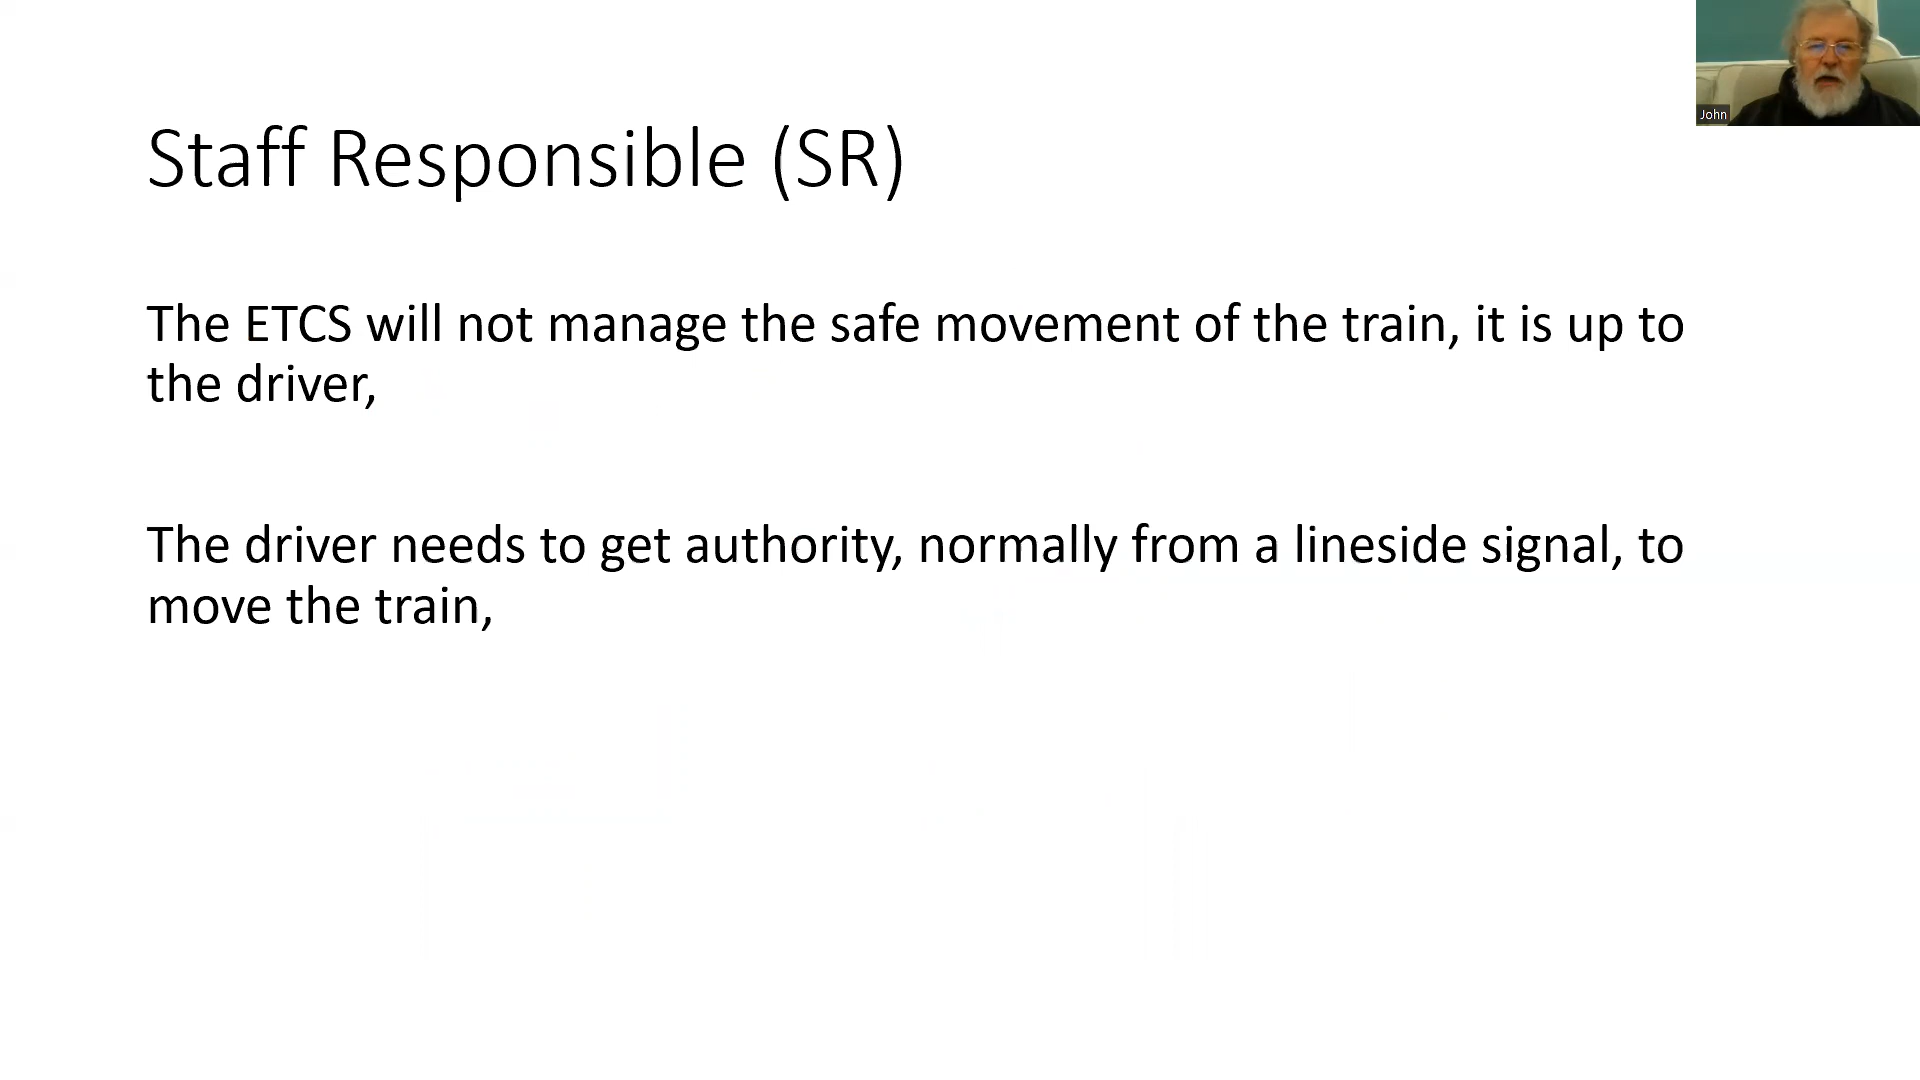 Staff Responsible (SR)
John
The ETCS will not manage the safe movement of the train, it is up to
the driver,
The driver needs to get authority, normally from a lineside signal, to
move the train,